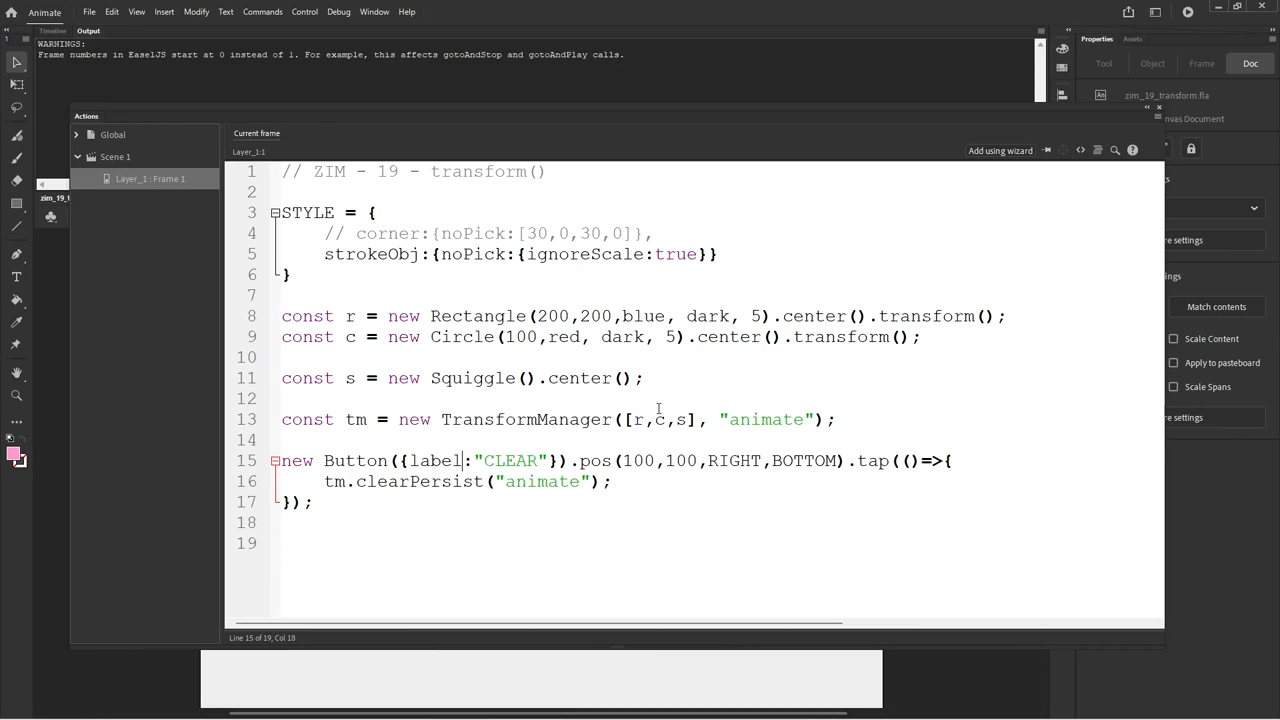 Animate File Edit View Insert Modify Text Commands Control Debug Window Help
Timeline Output
WARNINGS:
Frame numbers in EaselJS start at 0 instead of 1. For example, this affects gotoAndStop and gotoAndPlay calls.
Properties Assets
Tool Object Frame Doc
zim_19_transform.fla
nvas Document
Actions
Global
Scene 1
Layer_1 : Frame 1
Current frame
Layer_1:1
Add using wizard
1 // ZIM - 19 - transform()
2
3 STYLE = {
4 // corner:{noPick:[30,0,30,0]},
5 strokeObj:{noPick:{ignoreScale:true}}
6 }
7
8 const r = new Rectangle(200,200,blue, dark, 5).center().transform();
9 const c = new Circle(100,red, dark, 5).center().transform();
10
11 const s = new Squiggle().center();
12
13 const tm = new TransformManager([r,c,s], "animate");
14
15 new Button({label:"CLEAR"}).pos(100,100,RIGHT,BOTTOM).tap(()=>{
16 tm.clearPersist("animate");
17 });
18
19
Line 15 of 19, Col 18
zim_19_t
gs
re settings
ngs
Match contents
Scale Content
Apply to pasteboard
Scale Spans
re settings